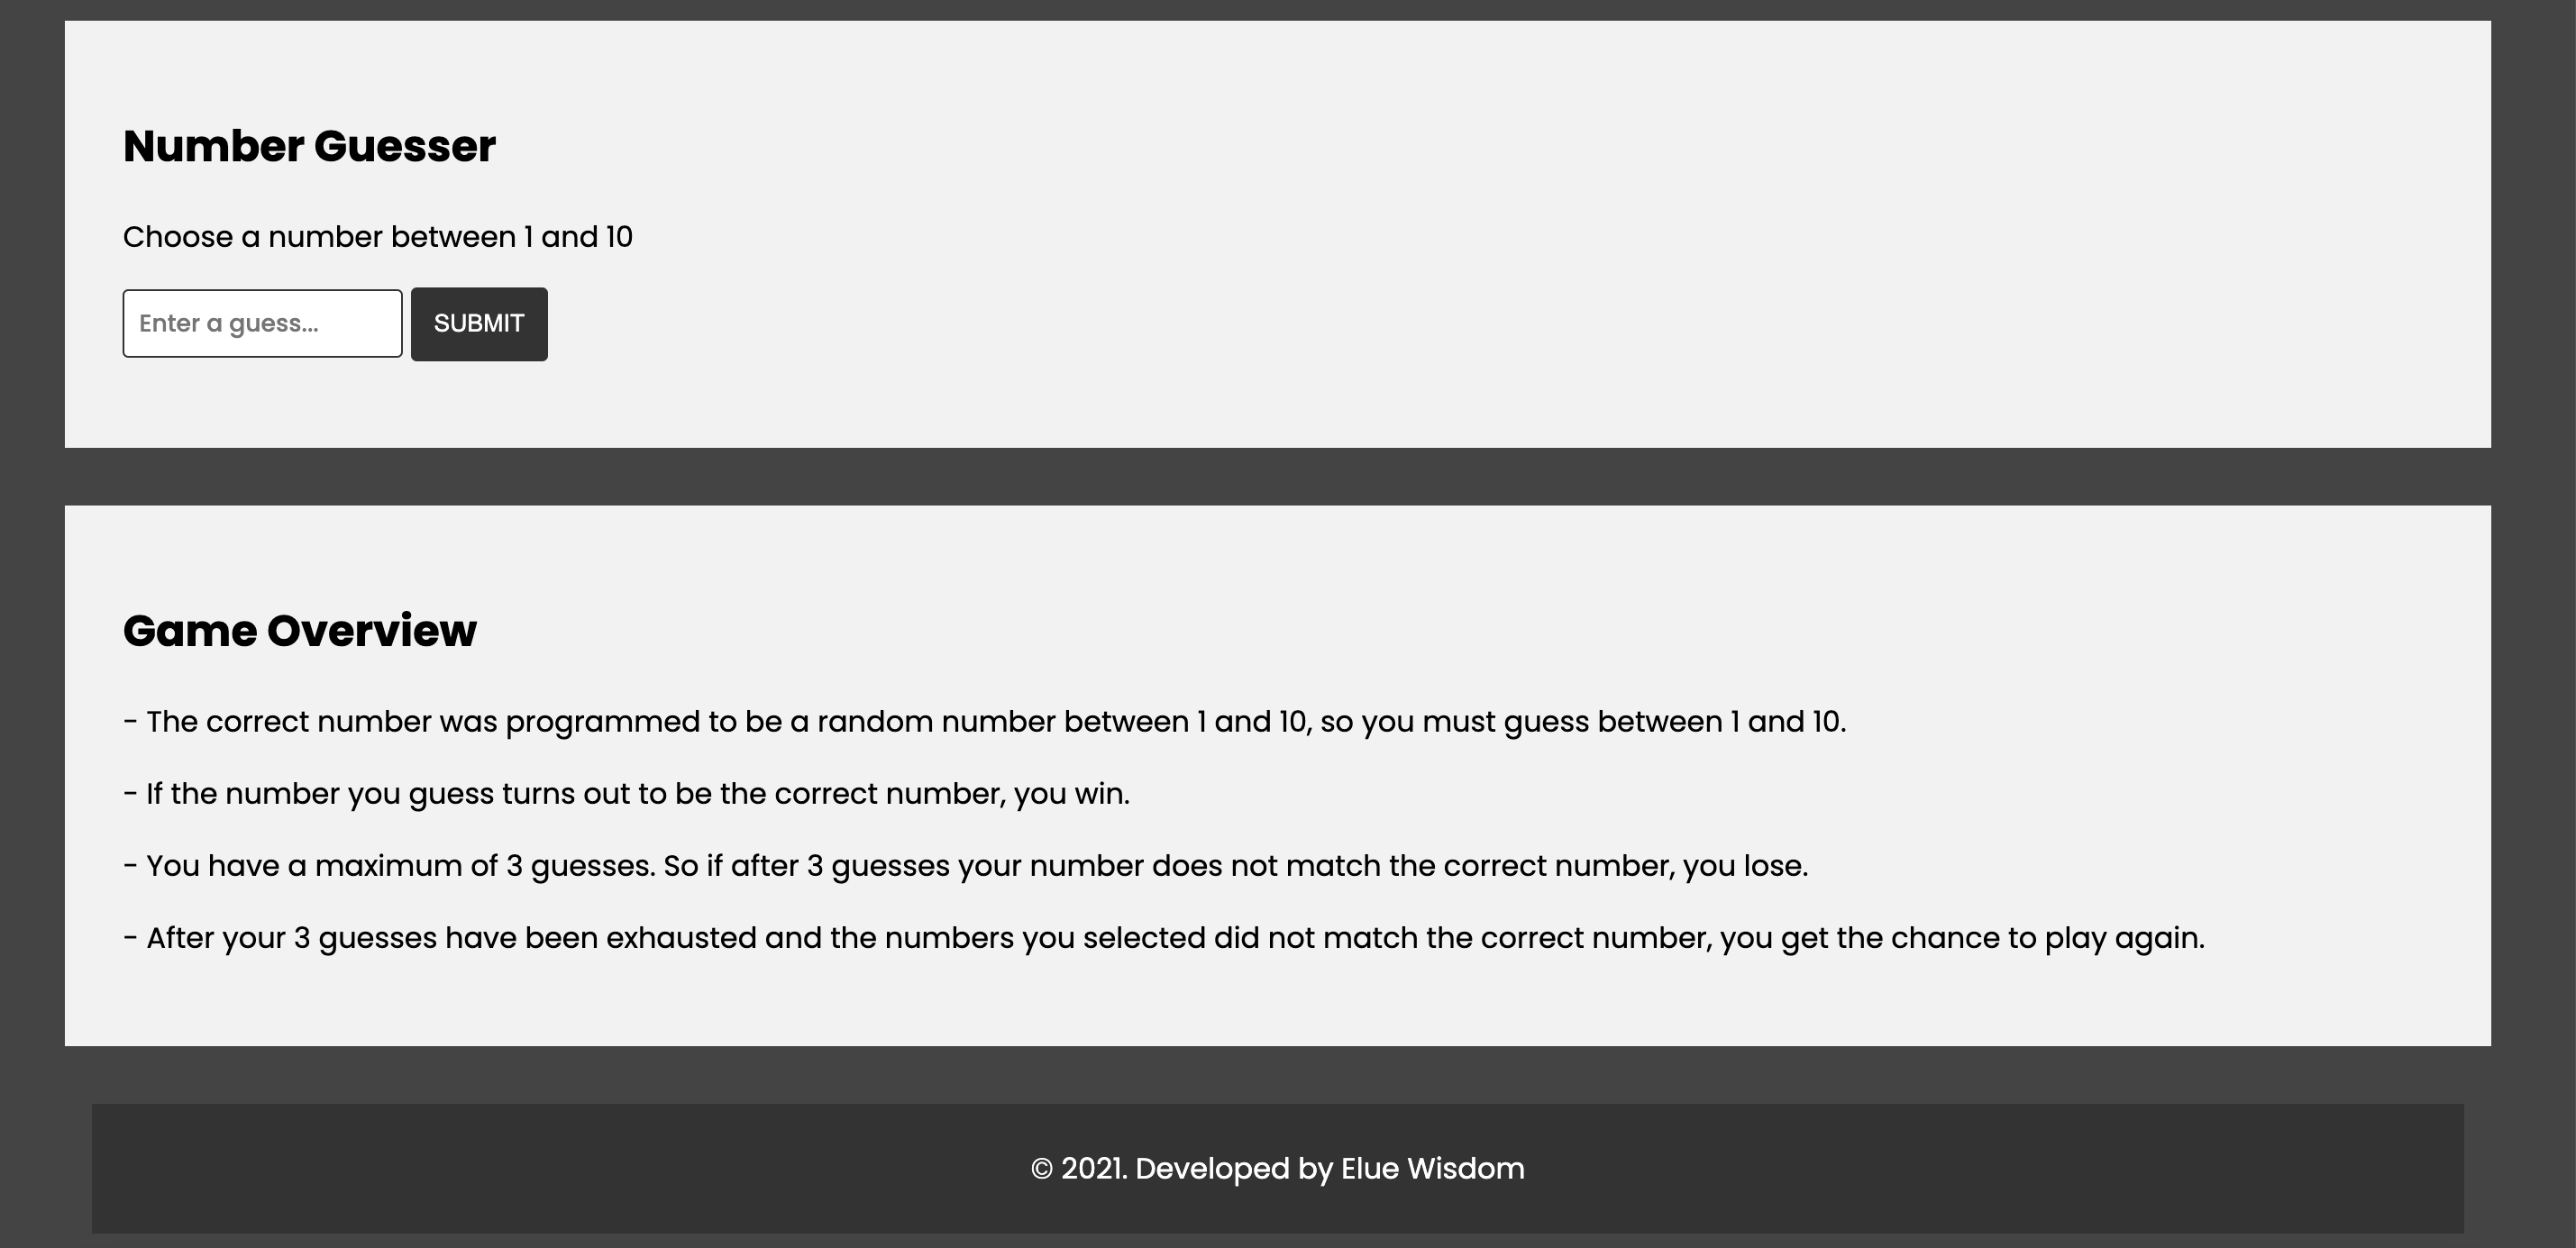 Number Guesser
Choose a number between 1 and 10
Enter a guess...
SUBMIT
Game Overview
- The correct number was programmed to be a random number between 1 and 10, so you must guess between 1 and 10.
- If the number you guess turns out to be the correct number, you win.
- You have a maximum of 3 guesses. So if after 3 guesses your number does not match the correct number, you lose.
- After your 3 guesses have been exhausted and the numbers you selected did not match the correct number, you get the chance to play again.
© 2021. Developed by Elue Wisdom